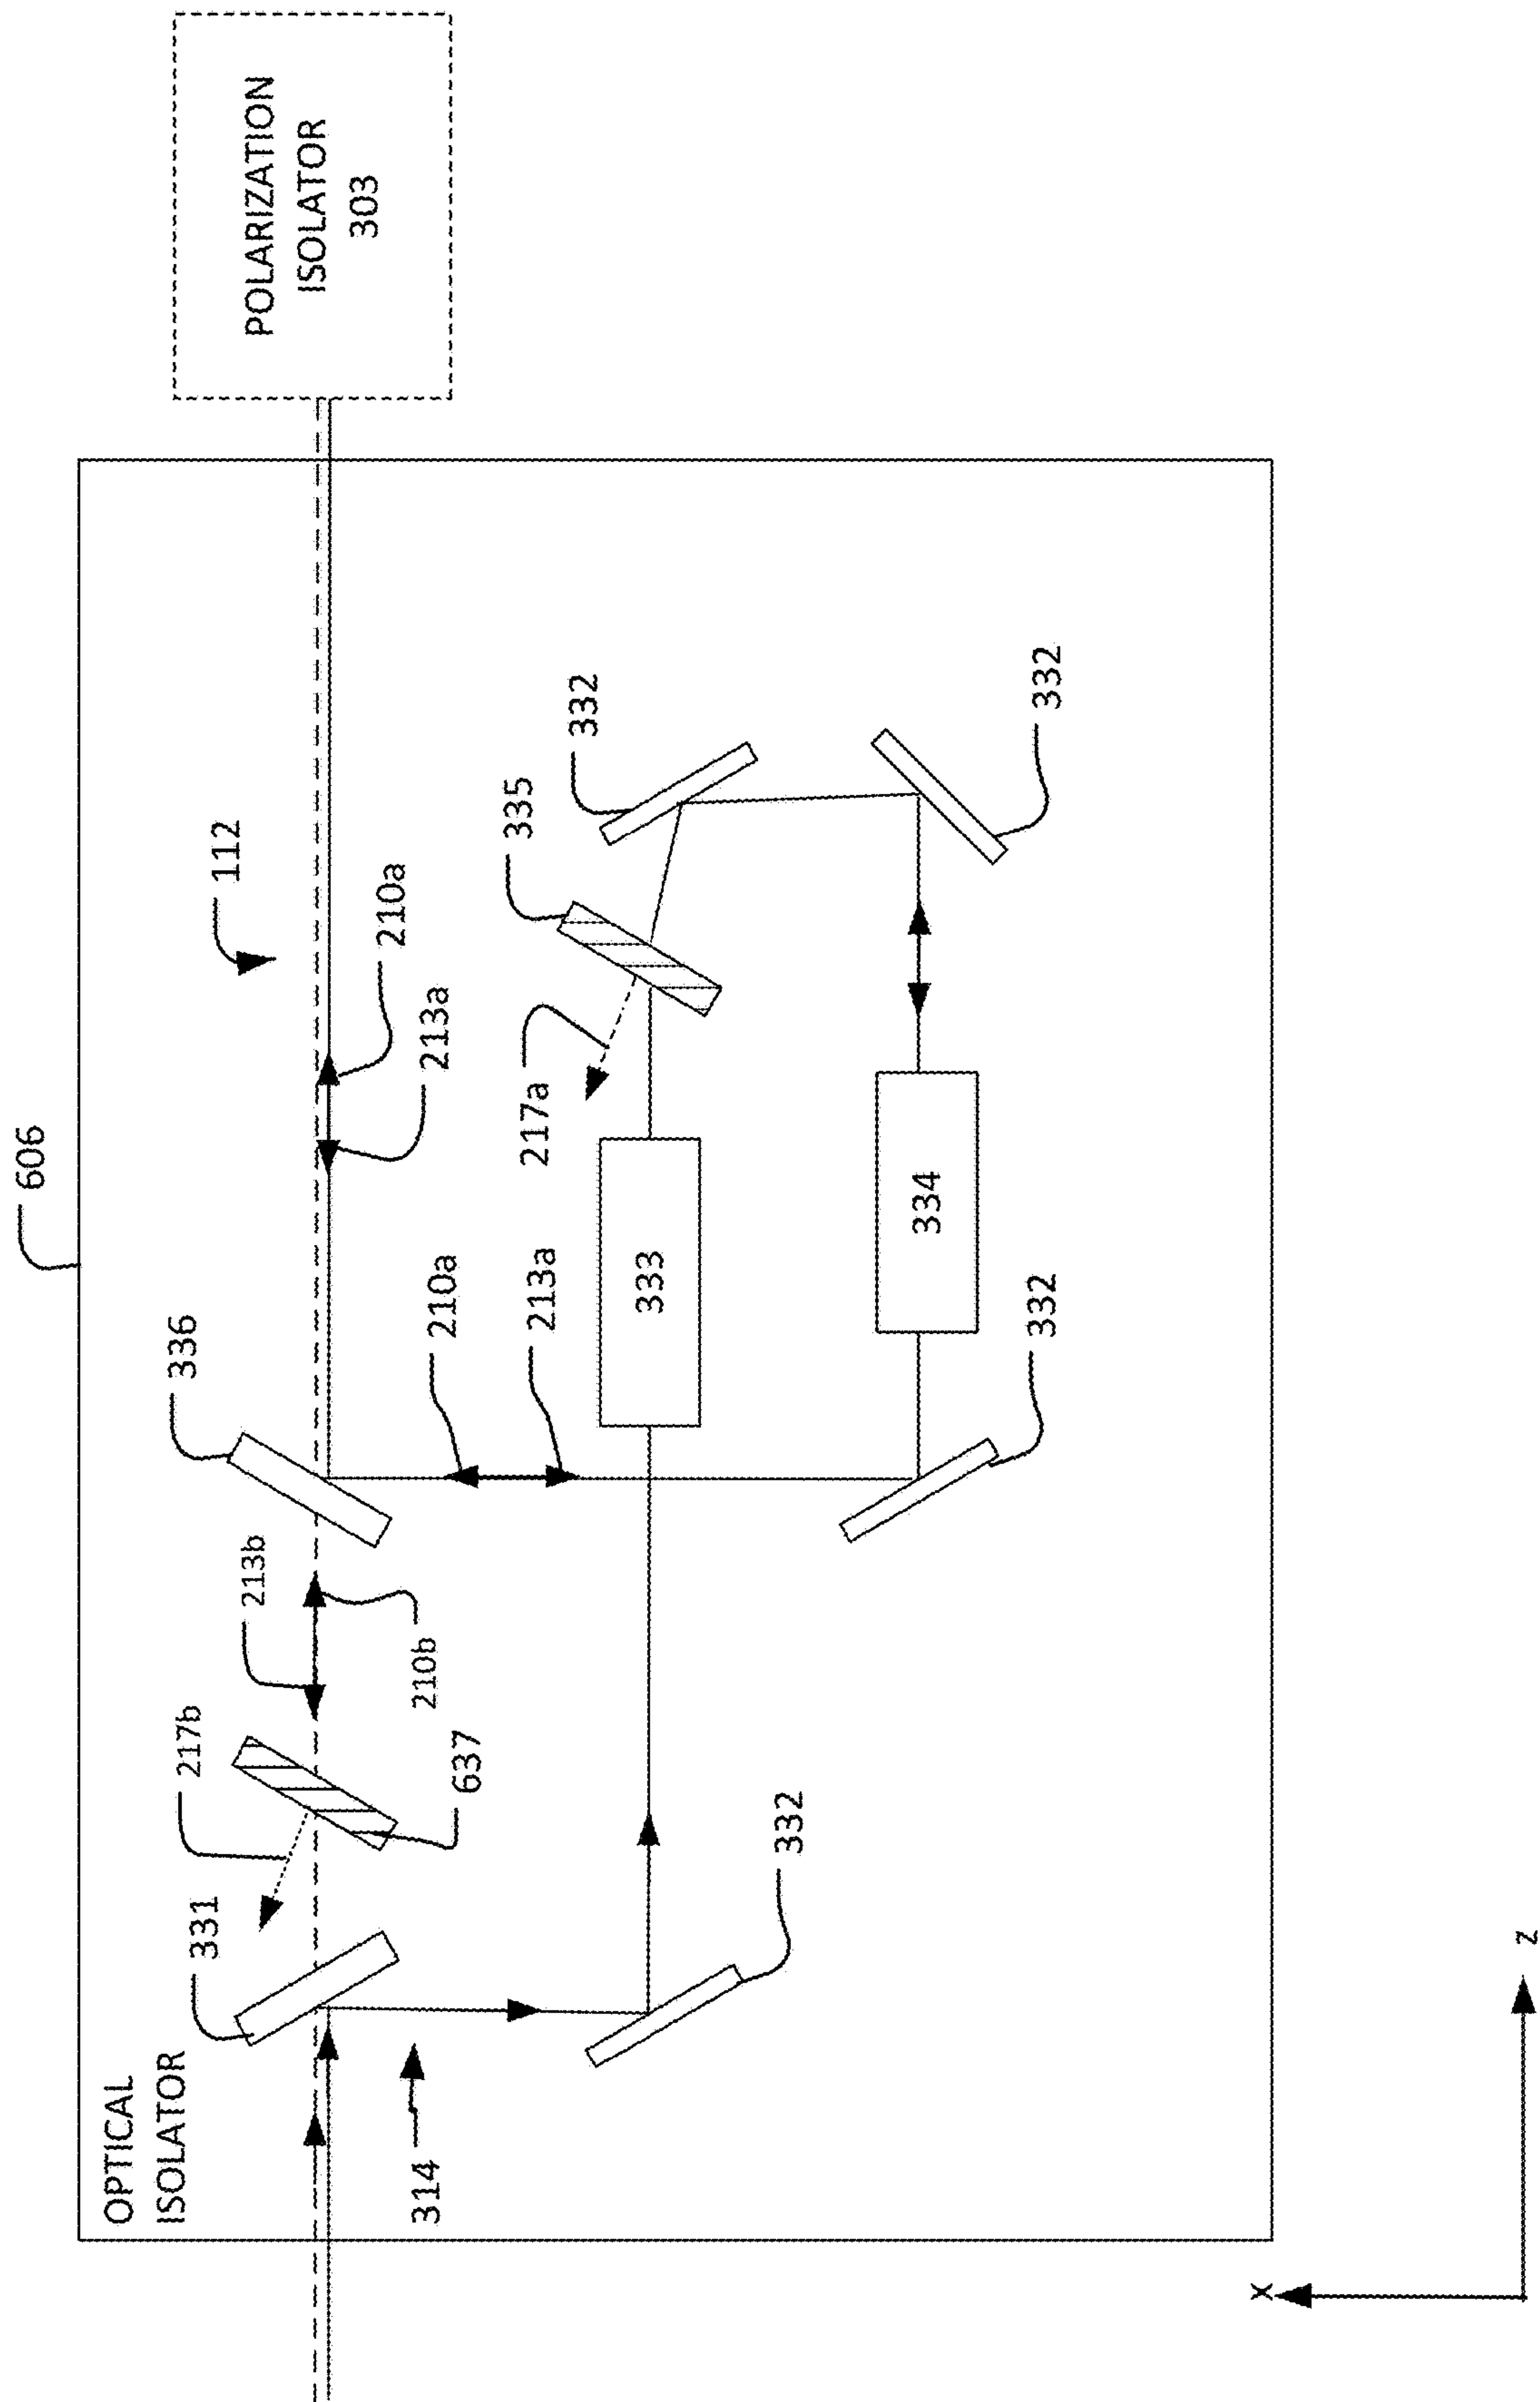 606
OPTICAL
ISOLATOR
314
331
217b
637
213b
210b
336
210a
213a
112
210a
213a
POLARIZATION
ISOLATOR
303
332
333
217a
335
332
334
332
332
X
Z